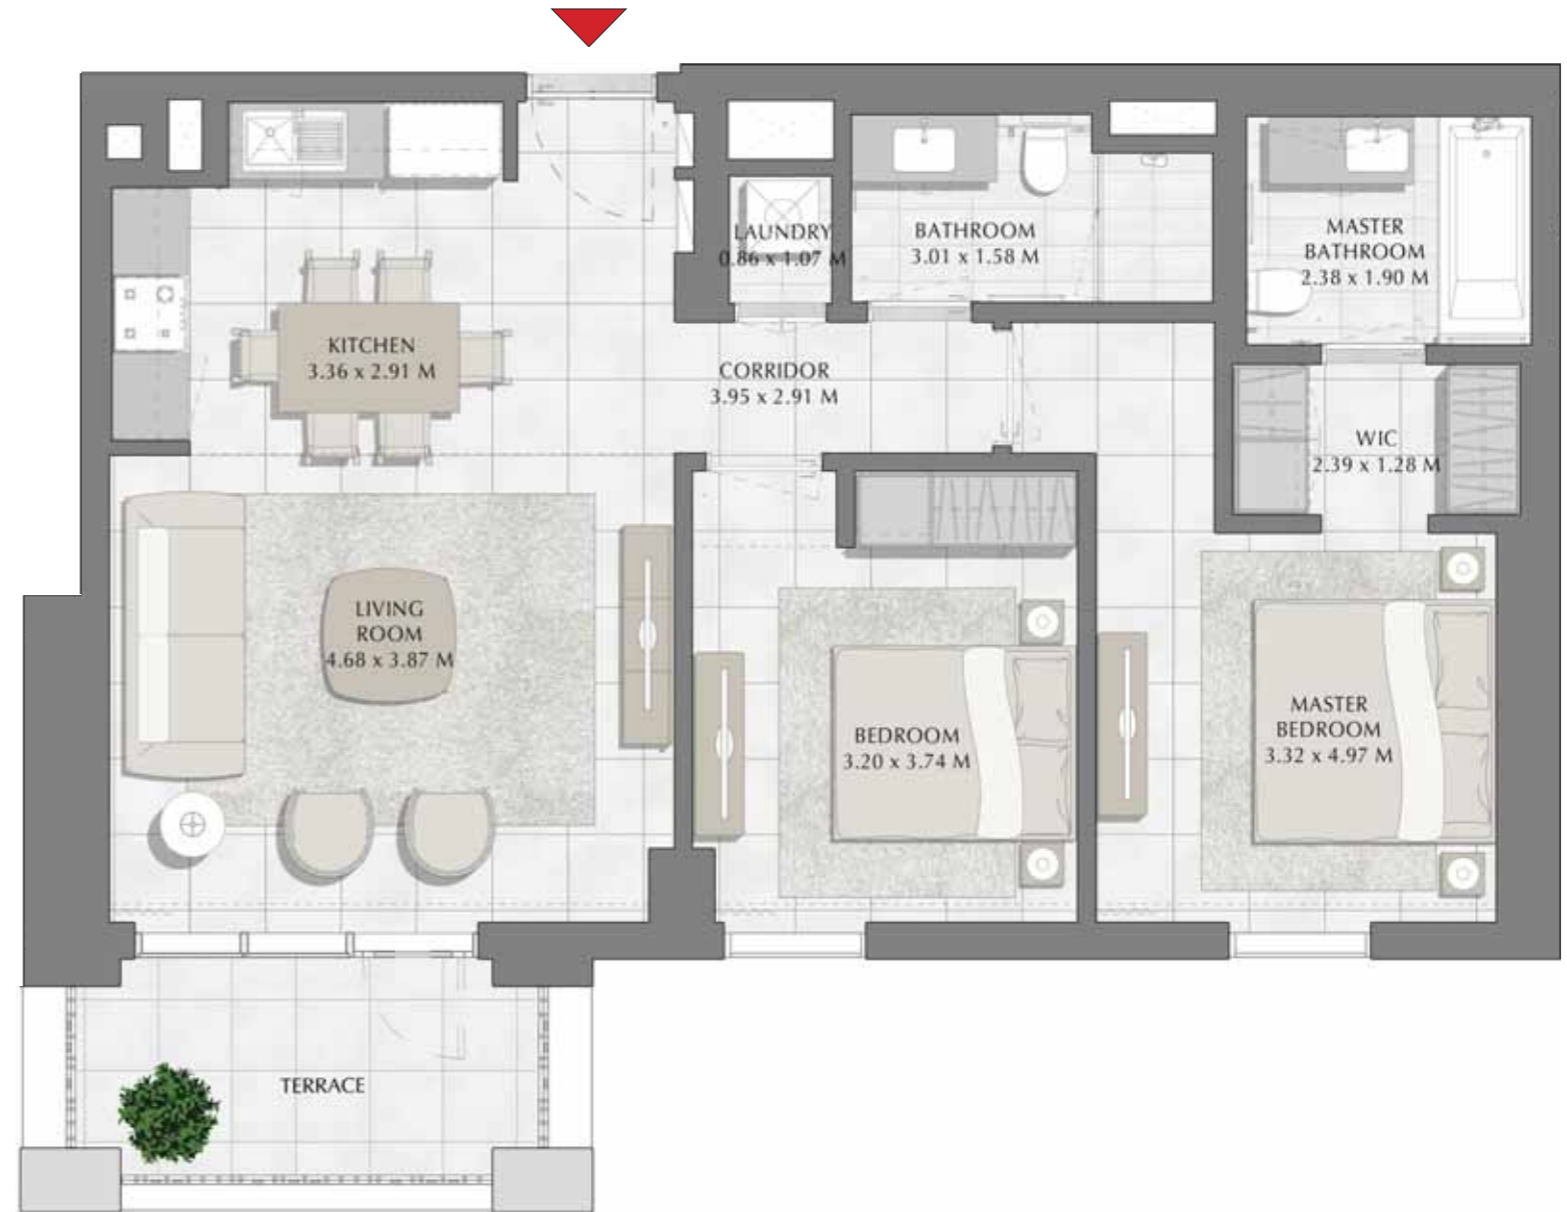 LAUNDRY
0.86 x 1.07 M
BATHROOM
3.01 x 1.58 M
MASTER
BATHROOM
2.38 x 1.90 M
KITCHEN
3.36 x 2.91 M
CORRIDOR
3.95 x 2.91 M
WIC
2.39 x 1.28 M
LIVING
ROOM
4.68 x 3.87 M
BEDROOM
3.20 x 3.74 M
MASTER
BEDROOM
3.32 x 4.97 M
TERRACE